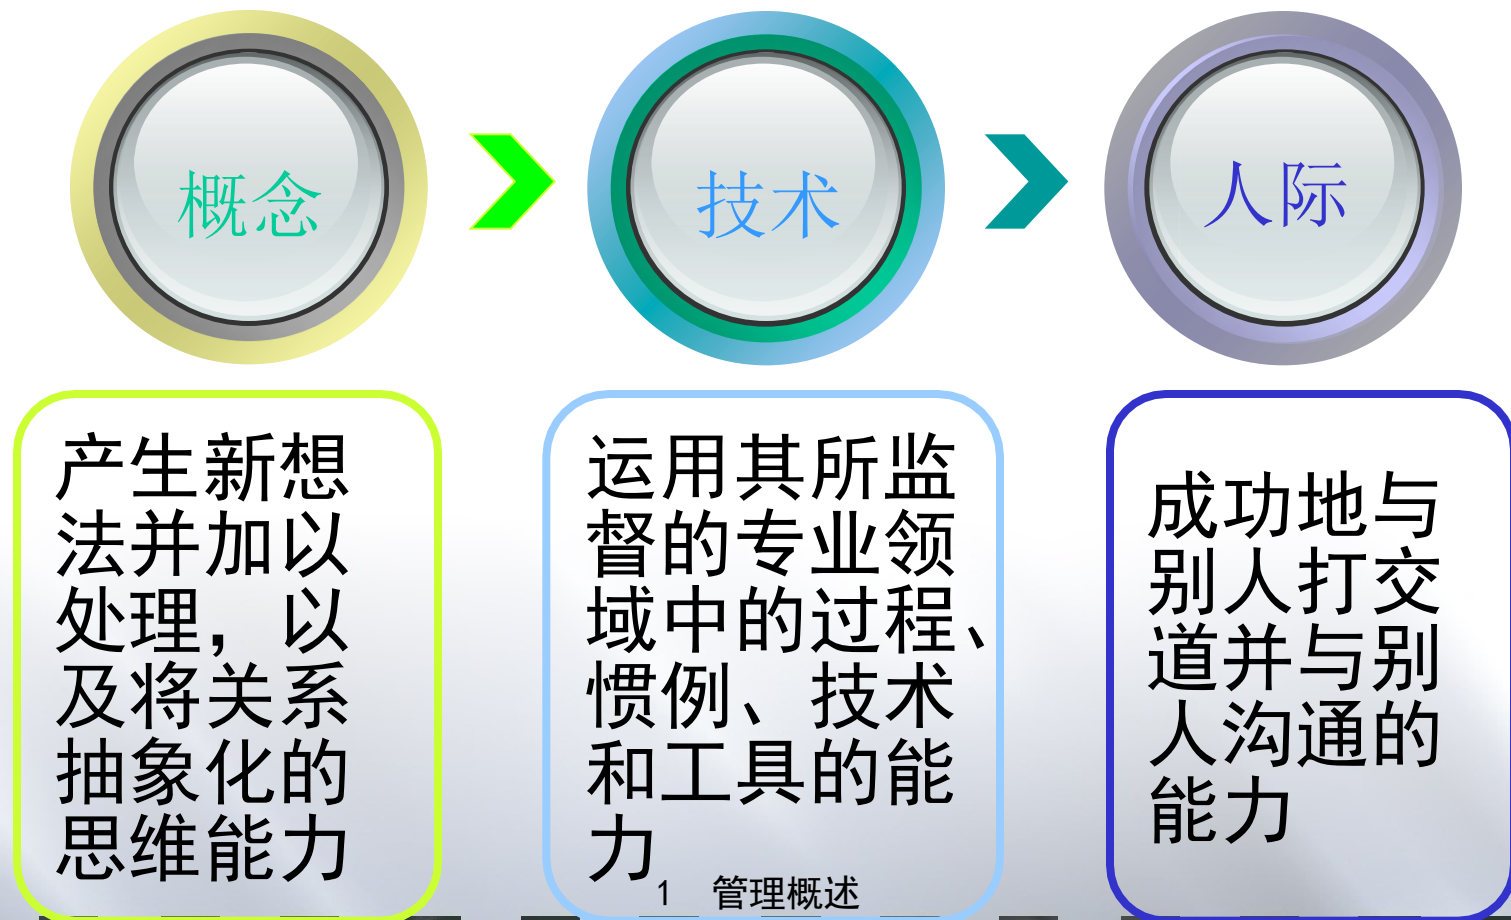 概念
技术
人际
产生新想
法并加以
处理，以
及将关系
抽象化的
思维能力
运用其所监
督的专业领
域中的过程、
惯例、技术
和工具的能
力
成功地与
别人打交
道并与别
人沟通的
能力
1 管理概述